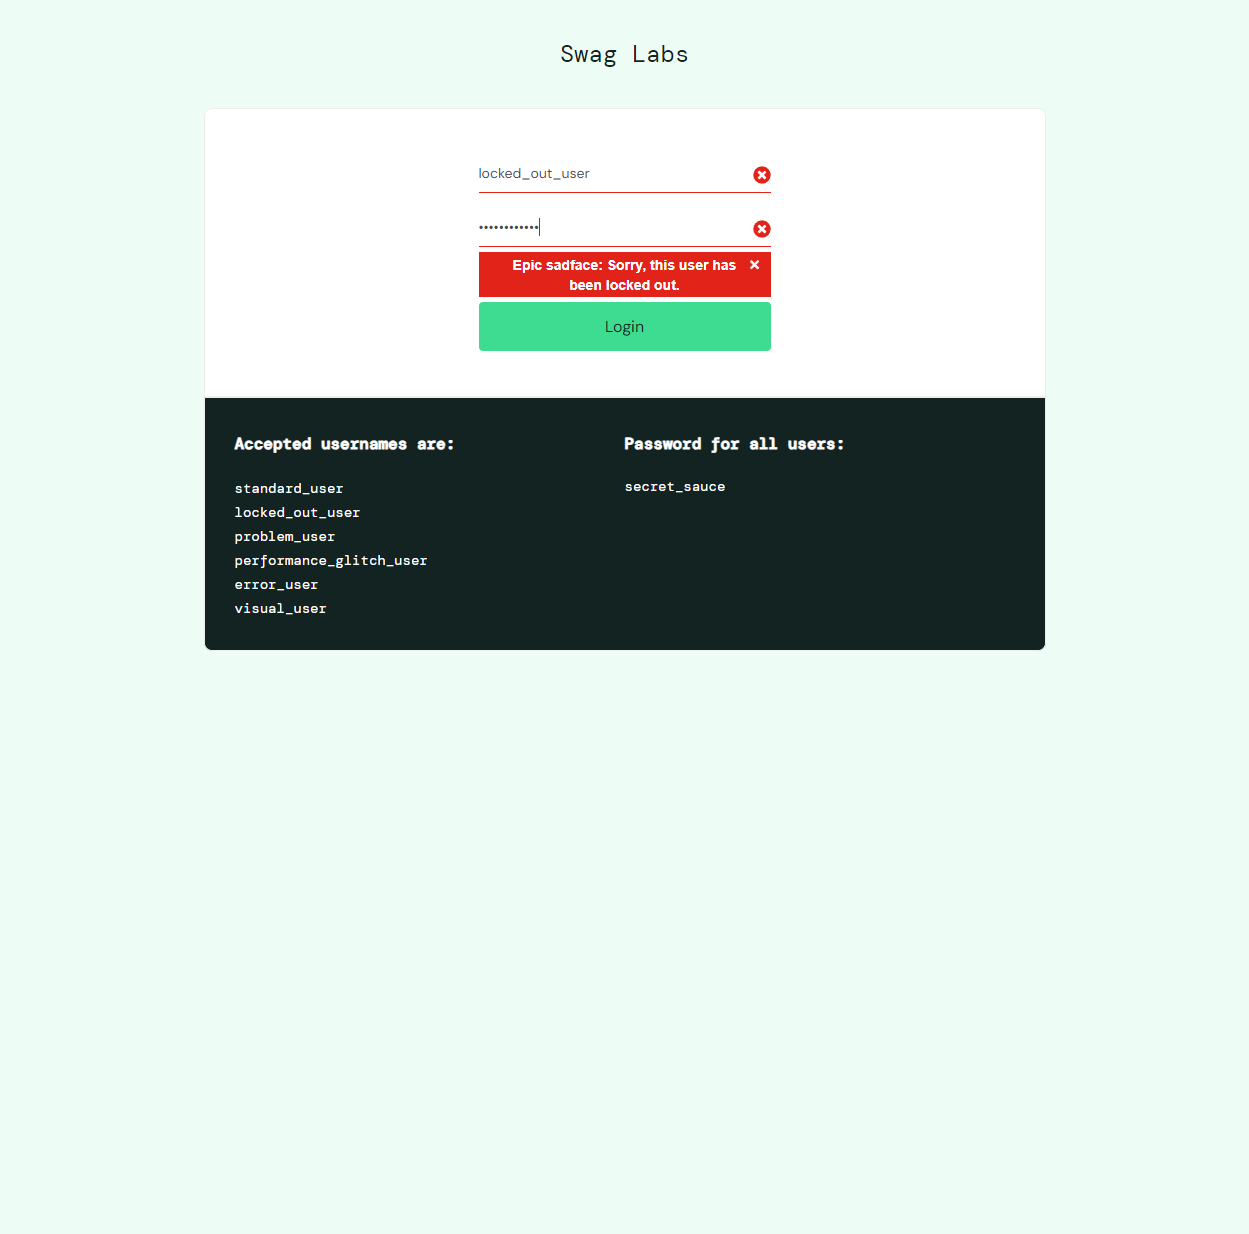 Swag Labs
locked_out_user
••••••••••••
Epic sadface: Sorry, this user has
been locked out.
Login
Accepted usernames are:
standard_user
locked_out_user
problem_user
performance_glitch_user
error_user
visual_user
Password for all users:
secret_sauce